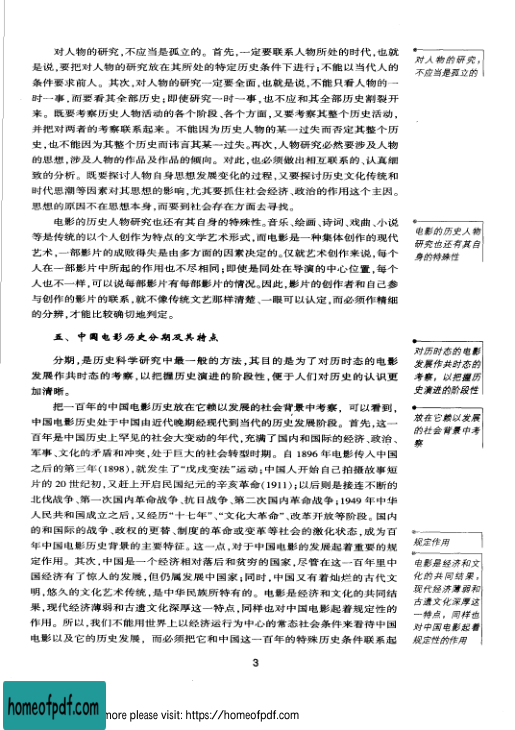 对人物的研究,不应当是孤立的。首先,一定要联系人物所处的时代,也就
是说,要把对人物的研究放在其所处的特定历史条件下进行;不能以当代人的
条件要求前人。其次,对人物的研究一定要全面,也就是说,不能只看人物的一
时一事,而要看其全部历史;即使研究一时一事,也不应和其全部历史割裂开
来。既要考察历史人物活动的各个阶段、各个方面,又要考察其整个历史活动,
并把对两者的考察联系起来。不能因为历史人物的某一过失而否定其整个历
史,也不能因为其整个历史而讳言其某一过失。再次,人物研究必然要涉及人物
的思想,涉及人物的作品及作品的倾向。对此,也必须做出相互联系的、认真细
致的分析。既要探讨人物自身思想发展变化的过程,又要探讨历史文化传统和
时代思潮等因素对其思想的影响,尤其要抓住社会经济、政治的作用这个主因。
思想的原因不在思想本身,而要到社会存在方面去寻找。
电影的历史人物研究也还有其自身的特殊性。音乐、绘画、诗词、戏曲、小说
等是传统的以个人创作为特点的文学艺术形式,而电影是一种集体创作的现代
艺术,一部影片的成败得失是由多方面的因素决定的。仅就艺术创作来说,每个
人在一部影片中所起的作用也不尽相同;即使是同处在导演的中心位置,每个
人也不一样,可以说每部影片有每部影片的情况。因此,影片的创作者和自己参
与创作的影片的联系,就不像传统文艺那样清楚、一眼可以认定,而必须作精细
的分辨,才能比较确切地判定。
五、中国电影历史分期及其特点
分期,是历史科学研究中最一般的方法,其目的是为了对历时态的电影
发展作共时态的考察,以把握历史演进的阶段性,便于人们对历史的认识更
加清晰。
把一百年的中国电影历史放在它赖以发展的社会背景中考察,可以看到,
中国电影历史处于中国由近代晚期经现代到当代的历史发展阶段。首先,这一
百年是中国历史上罕见的社会大变动的年代,充满了国内和国际的经济、政治、
军事、文化的矛盾和冲突,处于巨大的社会转型时期。自 1896 年电影传入中国
之后的第三年(1898),就发生了“戊戌变法”运动;中国人开始自己拍摄故事短
片的 20 世纪初,又赶上开启民国纪元的辛亥革命(1911);以后则是接连不断的
北伐战争、第一次国内革命战争、抗日战争、第二次国内革命战争;1949 年中华
人民共和国成立之后,又经历“十七年”、“文化大革命”、改革开放等阶段。国内
的和国际的战争、政权的更替、制度的革命或变革等社会的激化状态,成为百
年中国电影历史背景的主要特征。这一点,对于中国电影的发展起着重要的规
定作用。其次,中国是一个经济相对落后和贫穷的国家,尽管在这一百年里中
国经济有了惊人的发展,但仍属发展中国家;同时,中国又有着灿烂的古代文
明,悠久的文化艺术传统,是中华民族所特有的。电影是经济和文化的共同结
果,现代经济薄弱和古遗文化深厚这一特点,同样也对中国电影起着规定性的
作用。所以,我们不能用世界上以经济运行为中心的常态社会条件来看待中国
电影以及它的历史发展,而必须把它和中国这一百年的特殊历史条件联系起
对人物的研究,
不应当是孤立的
电影的历史人物
研究也还有其自
身的特殊性
对历时态的电影
发展作共时态的
考察,以把握历
史演进的阶段性
放在它赖以发展
的社会背景中考
察
规定作用
电影是经济和文
化的共同结果,
现代经济薄弱和
古遗文化深厚这
一特点,同样也
对中国电影起着
规定性的作用
3
homeofpdf.com
more please visit: https://homeofpdf.com